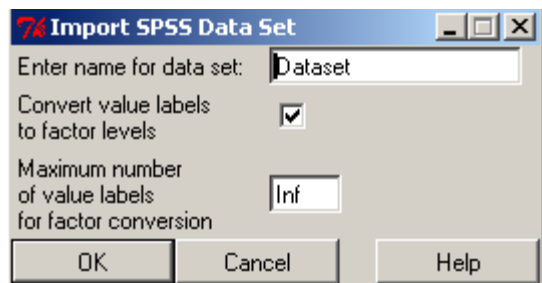 Import SPSS Data Set
Enter name for data set: Dataset
Convert value labels
to factor levels
Maximum number
of value labels
for factor conversion
Inf
OK Cancel Help